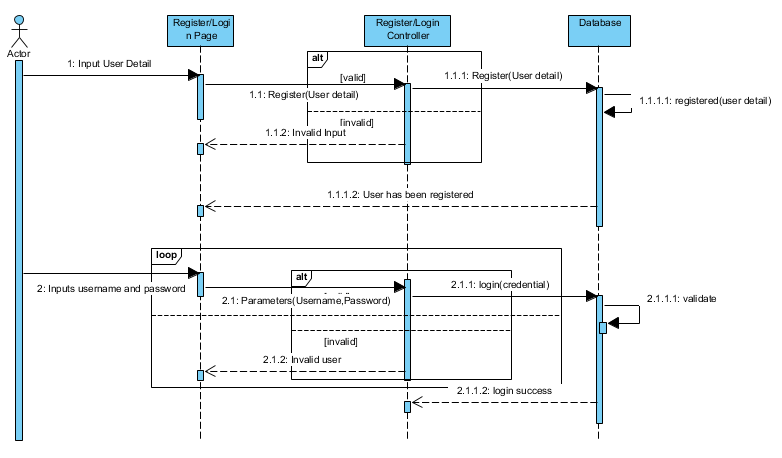 Register/Logi
n Page
Register/Login
Controller
Database
Actor
alt
1: Input User Detail
[valid]
1.1: Register(User detail)
1.1.1: Register(User detail)
1.1.1.1: registered(user detail)
[invalid]
1.1.2: Invalid Input
1.1.1.2: User has been registered
loop
alt
2: Inputs username and password
2.1: Parameters(Username,Password)
2.1.1: login(credential)
2.1.1.1: validate
[invalid]
2.1.2: Invalid user
2.1.1.2: login success